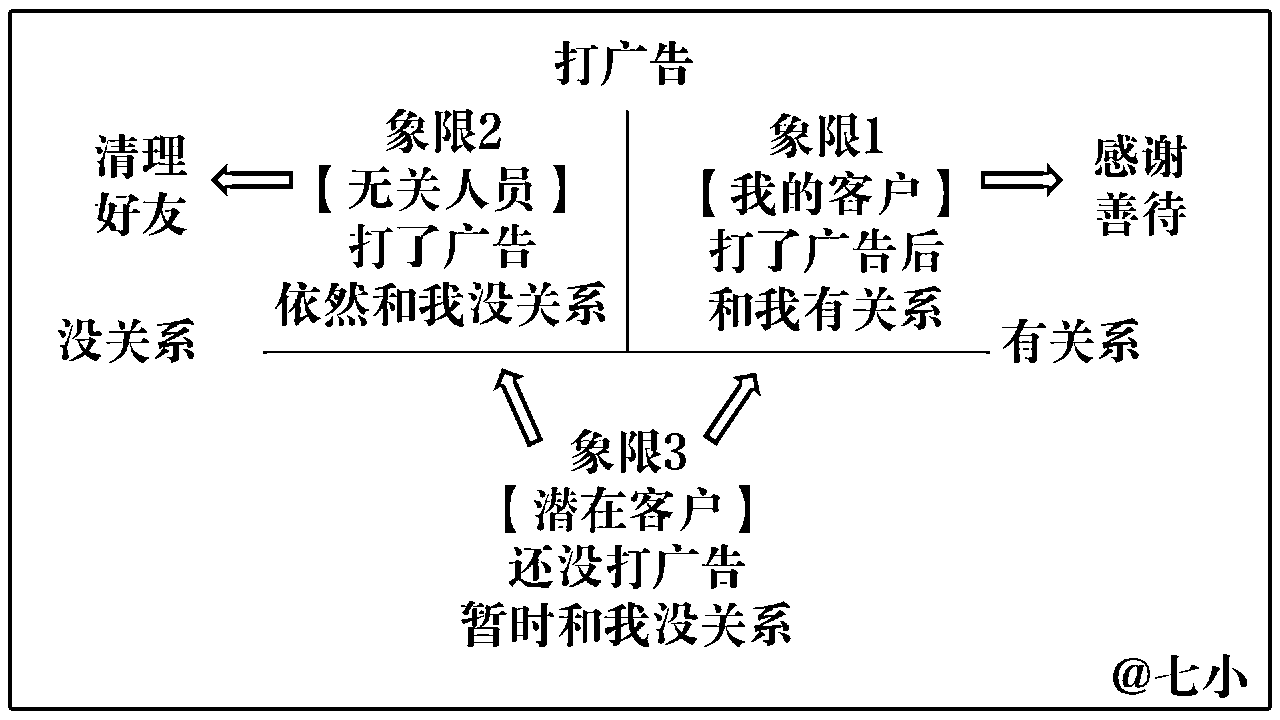 打广告
清理
好友
象限2
【无关人员】
打了广告
依然和我没关系
象限1
【我的客户】
打了广告后
和我有关系
感谢
善待
没关系
有关系
象限3
【潜在客户】
还没打广告
暂时和我没关系
@七小